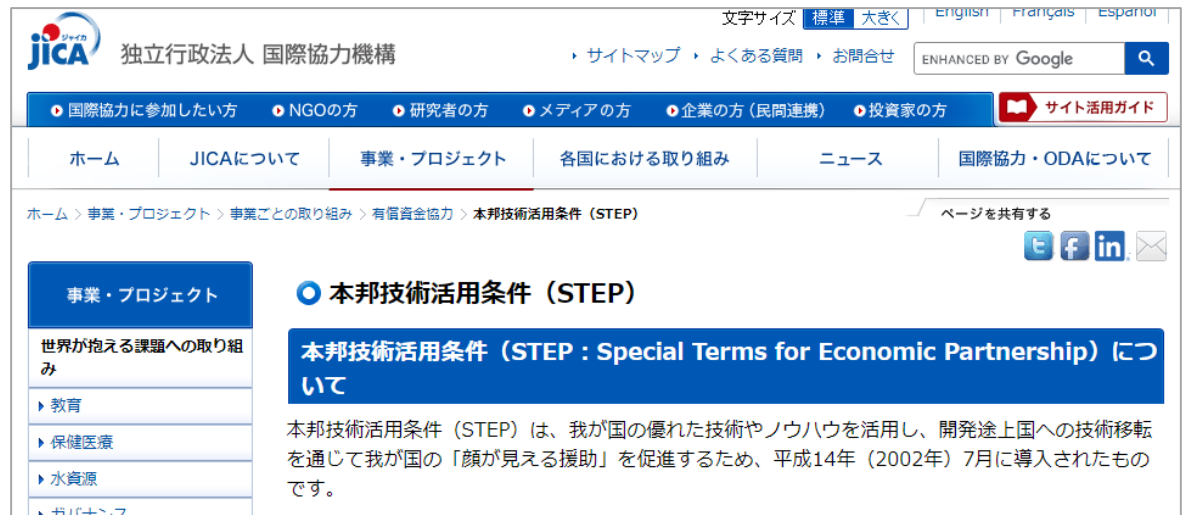 文字サイズ 標準 大きく English Français Español
ジャイカ
JICA 独立行政法人 国際協力機構
サイトマップ よくある質問 お問合せ ENHANCED BY Google
国際協力に参加したい方 NGOの方 研究者の方 メディアの方 企業の方（民間連携） 投資家の方 サイト活用ガイド
ホーム JICAについて 事業・プロジェクト 各国における取り組み ニュース 国際協力・ODAについて
ホーム > 事業・プロジェクト > 事業ごとの取り組み > 有償資金協力 > 本邦技術活用条件（STEP）
ページを共有する
事業・プロジェクト
世界が抱える課題への取り組
み
教育
保健医療
水資源
ガバナンス
本邦技術活用条件（STEP）
本邦技術活用条件（STEP：Special Terms for Economic Partnership）につ
いて
本邦技術活用条件（STEP）は、我が国の優れた技術やノウハウを活用し、開発途上国への技術移転
を通じて我が国の「顔が見える援助」を促進するため、平成14年（2002年）7月に導入されたもの
です。